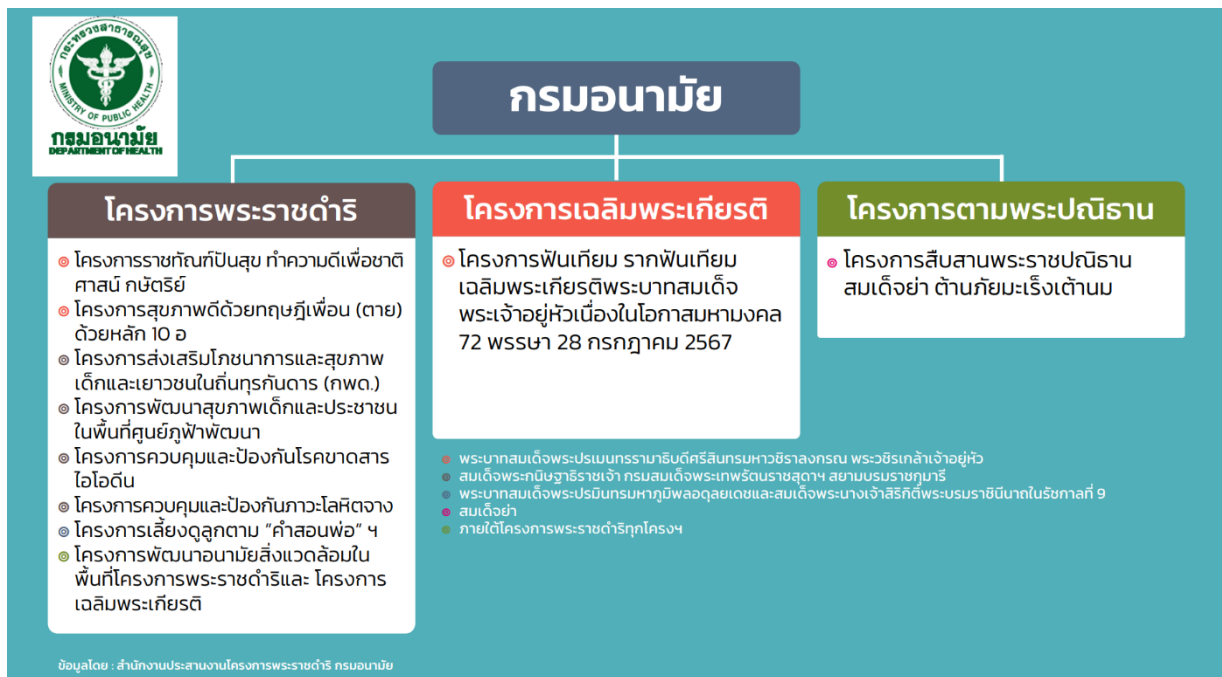 กระทรวงสาธารณสุข
MINISTRY OF PUBLIC HEALTH
กรมอนามัย
DEPARTMENT OF HEALTH
กรมอนามัย
โครงการพระราชดำริ
โครงการราชทัณฑ์ปันสุข ทำความดีเพื่อชาติ
ศาสน์ กษัตริย์
โครงการสุขภาพดีด้วยทฤษฎีเพื่อน (ตาย)
ด้วยหลัก 10 อ
โครงการส่งเสริมโภชนาการและสุขภาพ
เด็กและเยาวชนในถิ่นทุรกันดาร (กพด.)
โครงการพัฒนาสุขภาพเด็กและประชาชน
ในพื้นที่ศูนย์ภูฟ้าพัฒนา
โครงการควบคุมและป้องกันโรคขาดสาร
ไอโอดีน
โครงการควบคุมและป้องกันภาวะโลหิตจาง
โครงการเลี้ยงดูลูกตาม “คำสอนพ่อ” ฯ
โครงการพัฒนาอนามัยสิ่งแวดล้อมใน
พื้นที่โครงการพระราชดำริและ โครงการ
เฉลิมพระเกียรติ
โครงการเฉลิมพระเกียรติ
โครงการฟันเทียม รากฟันเทียม
เฉลิมพระเกียรติพระบาทสมเด็จ
พระเจ้าอยู่หัวเนื่องในโอกาสมหามงคล
72 พรรษา 28 กรกฎาคม 2567
โครงการตามพระปณิธาน
โครงการสืบสานพระราชปณิธาน
สมเด็จย่า ต้านภัยมะเร็งเต้านม
พระบาทสมเด็จพระปรเมนทรรามาธิบดีศรีสินทรมหาวชิราลงกรณ พระวชิรเกล้าเจ้าอยู่หัว
สมเด็จพระกนิษฐาธิราชเจ้า กรมสมเด็จพระเทพรัตนราชสุดาฯ สยามบรมราชกุมารี
พระบาทสมเด็จพระปรมินทรมหาภูมิพลอดุลยเดชและสมเด็จพระนางเจ้าสิริกิติ์พระบรมราชินีนาถในรัชกาลที่ 9
สมเด็จย่า
ภายใต้โครงการพระราชดำริทุกโครงฯ
ข้อมูลโดย : สำนักงานประสานงานโครงการพระราชดำริ กรมอนามัย